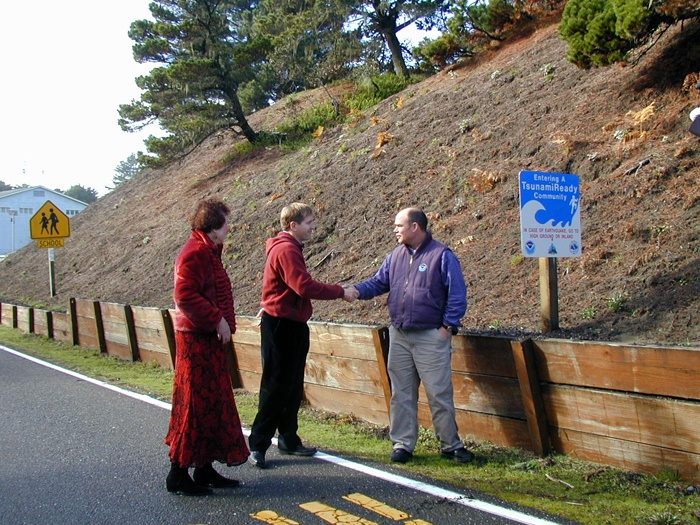 SCHOOL
Entering A
TsunamiReady
Community
IN CASE OF EARTHQUAKE, GO TO
HIGH GROUND OR INLAND